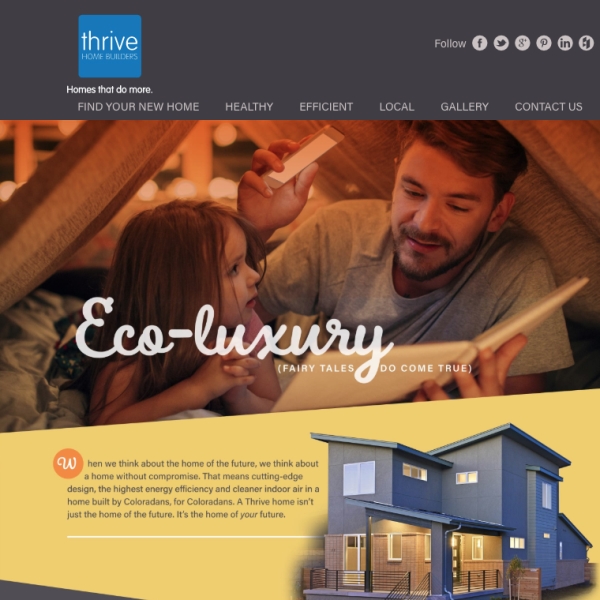 thrive
HOME BUILDERS
Homes that do more.
Follow
FIND YOUR NEW HOME HEALTHY EFFICIENT LOCAL GALLERY CONTACT US
Eco-luxury
(FAIRY TALES DO COME TRUE)
When we think about the home of the future, we think about
a home without compromise. That means cutting-edge
design, the highest energy efficiency and cleaner indoor air in a
home built by Coloradans, for Coloradans. A Thrive home isn't
just the home of the future. It's the home of your future.